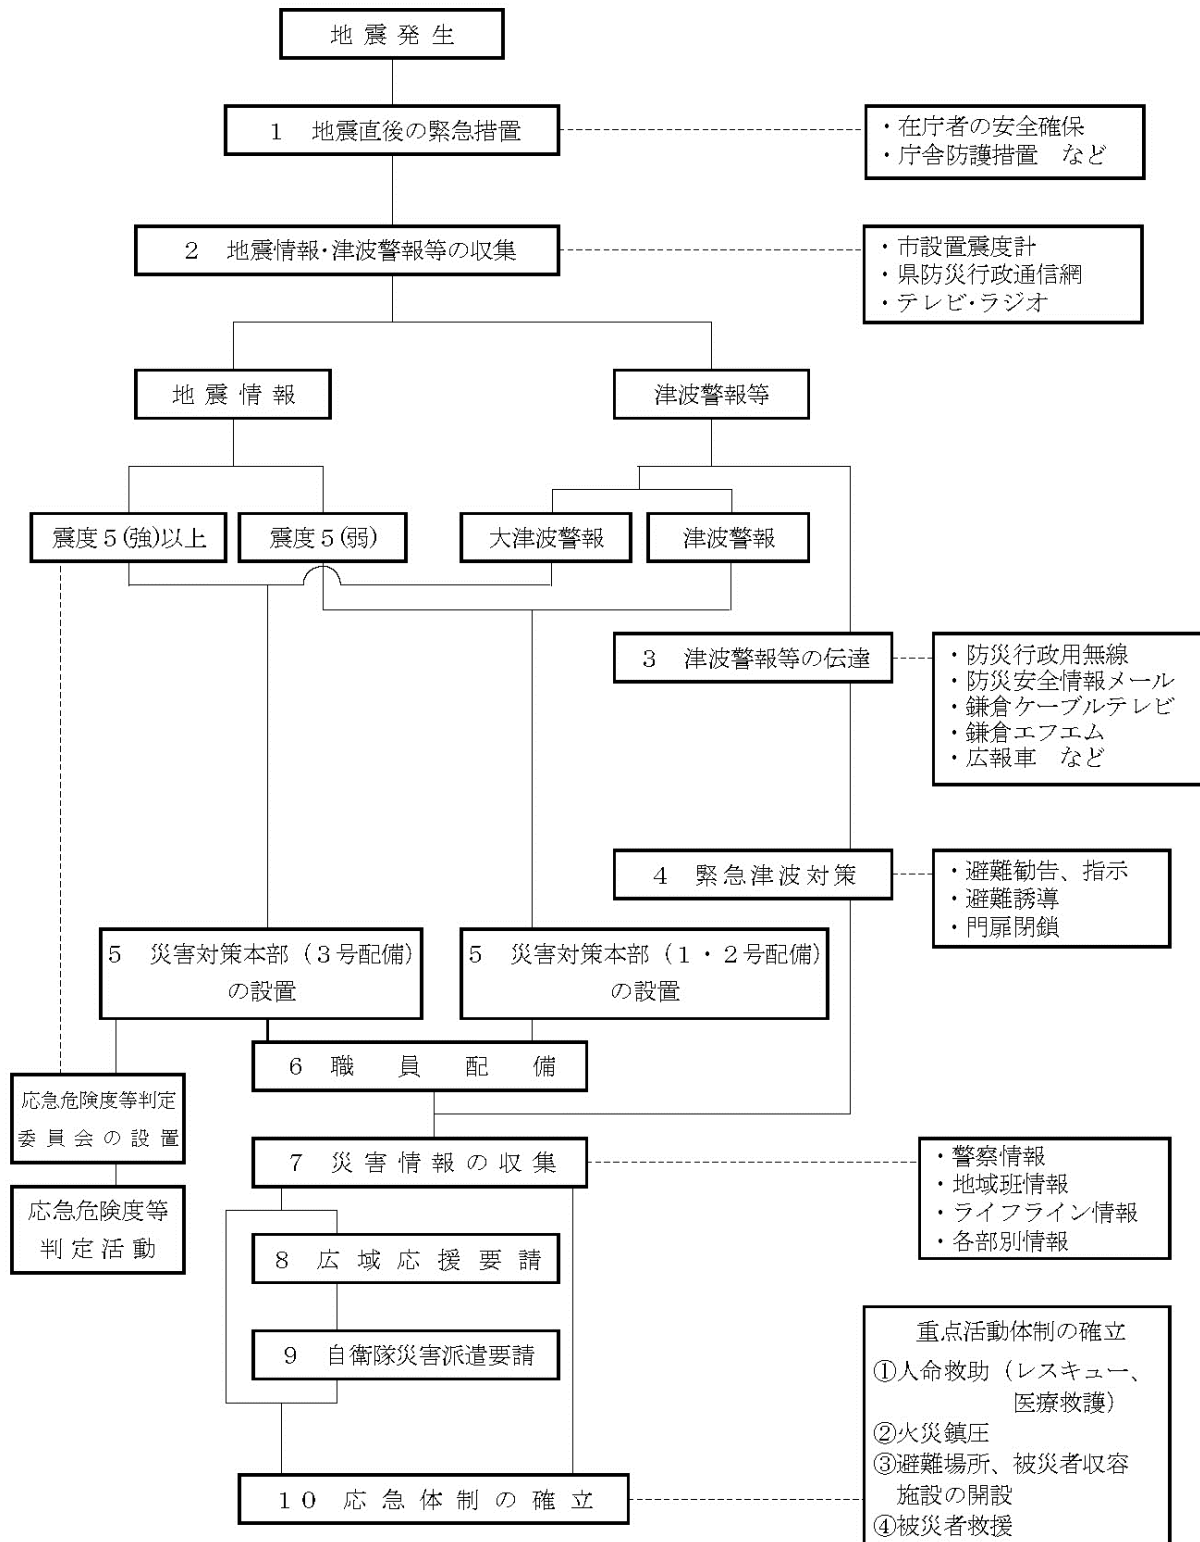 地震発生
1 地震直後の緊急措置
・在庁者の安全確保
・庁舎防護措置 など
2 地震情報・津波警報等の収集
・市設置震度計
・県防災行政通信網
・テレビ・ラジオ
地震情報
津波警報等
震度5(強)以上
震度5(弱)
大津波警報
津波警報
3 津波警報等の伝達
・防災行政用無線
・防災安全情報メール
・鎌倉ケーブルテレビ
・鎌倉エフエム
・広報車 など
4 緊急津波対策
・避難勧告、指示
・避難誘導
・門扉閉鎖
5 災害対策本部(3号配備)
の設置
5 災害対策本部(1・2号配備)
の設置
6 職員配備
応急危険度等判定
委員会の設置
7 災害情報の収集
・警察情報
・地域班情報
・ライフライン情報
・各部別情報
応急危険度等
判定活動
8 広域応援要請
9 自衛隊災害派遣要請
重点活動体制の確立
①人命救助(レスキュー、
医療救護)
②火災鎮圧
③避難場所、被災者収容
施設の開設
④被災者救援
10 応急体制の確立